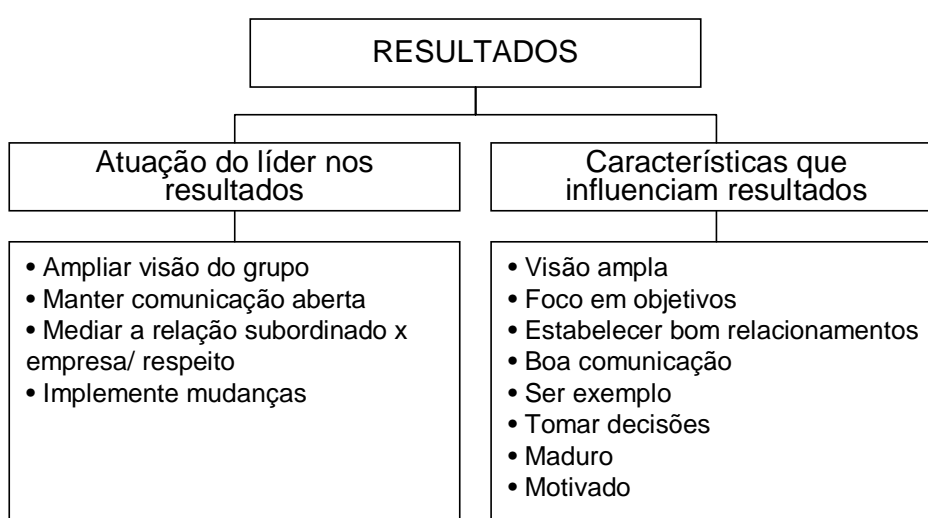 RESULTADOS
Atuação do líder nos
resultados
Características que
influenciam resultados
• Ampliar visão do grupo
• Manter comunicação aberta
• Mediar a relação subordinado x
empresa/ respeito
• Implemente mudanças
• Visão ampla
• Foco em objetivos
• Estabelecer bom relacionamentos
• Boa comunicação
• Ser exemplo
• Tomar decisões
• Maduro
• Motivado